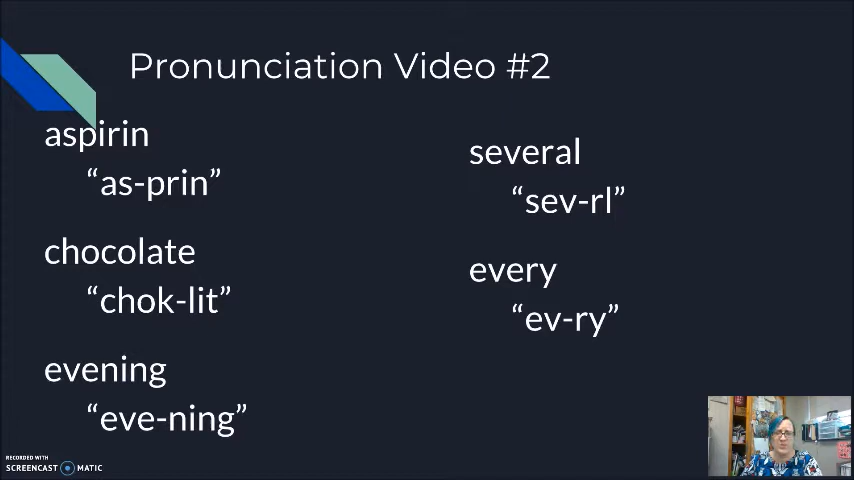 Pronunciation Video #2
aspirin
“as-prin”
chocolate
“chok-lit”
evening
“eve-ning”
several
“sev-rl”
every
“ev-ry”
RECORDED WITH
SCREENCAST MATIC